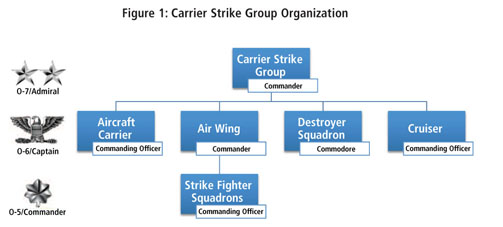 Figure 1: Carrier Strike Group Organization
Carrier Strike
Group
Commander
O-7/Admiral
Aircraft
Carrier
Commanding Officer
Air Wing
Commander
Destroyer
Squadron
Commodore
Cruiser
Commanding Officer
O-6/Captain
Strike Fighter
Squadrons
Commanding Officer
O-5/Commander